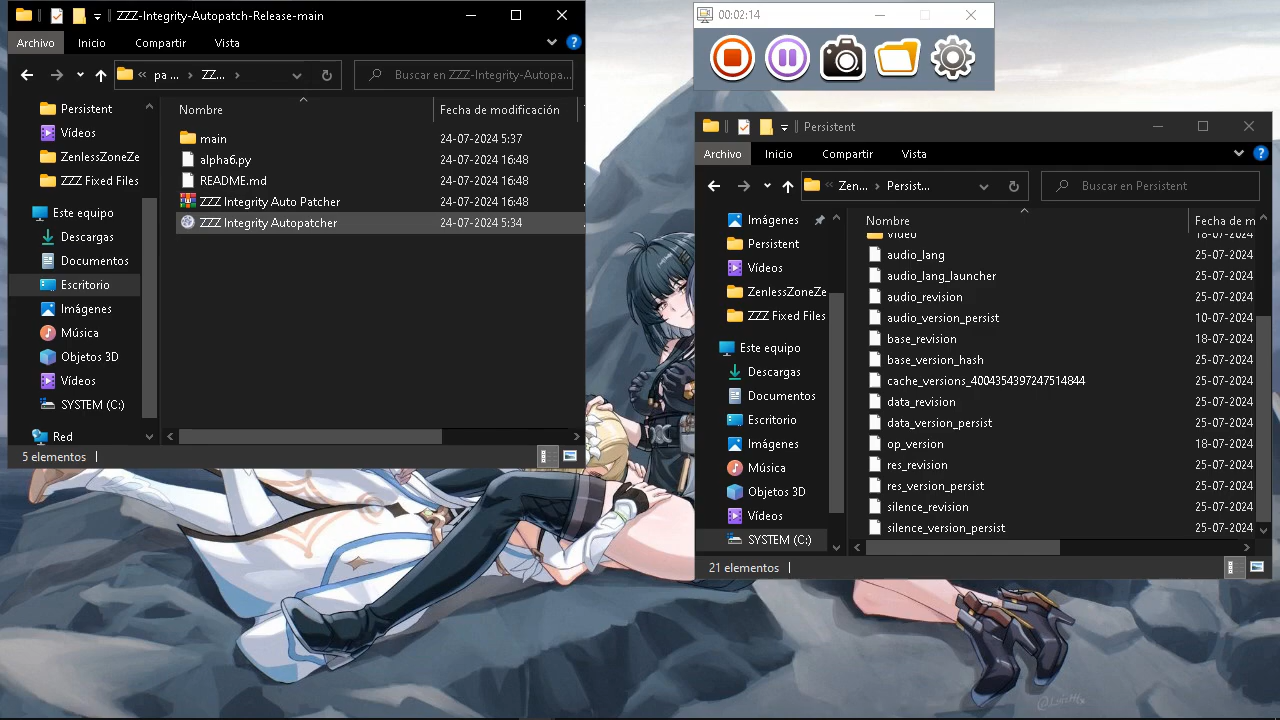 ZZZ-Integrity-Autopatch-Release-main
Archivo Inicio Compartir Vista
pa ... ZZ...
Buscar en ZZZ-Integrity-Autopa...
Persistent
Vídeos
ZenlessZoneZe
ZZZ Fixed Files
Este equipo
Descargas
Documentos
Escritorio
Imágenes
Música
Objetos 3D
Vídeos
SYSTEM (C:)
Red
Nombre Fecha de modificación
main 24-07-2024 5:37
alpha6.py 24-07-2024 16:48
README.md 24-07-2024 16:48
ZZZ Integrity Auto Patcher 24-07-2024 16:48
ZZZ Integrity Autopatcher 24-07-2024 5:34
5 elementos
00:02:14
Persistent
Archivo Inicio Compartir Vista
Zen... Persist...
Buscar en Persistent
Imágenes
Persistent
Vídeos
ZenlessZoneZe
ZZZ Fixed Files
Este equipo
Descargas
Documentos
Escritorio
Imágenes
Música
Objetos 3D
Vídeos
SYSTEM (C:)
Nombre Fecha de m
video 18-07-2024
audio_lang 25-07-2024
audio_lang_launcher 25-07-2024
audio_revision 25-07-2024
audio_version_persist 10-07-2024
base_revision 18-07-2024
base_version_hash 25-07-2024
cache_versions_4004354397247514844 25-07-2024
data_revision 25-07-2024
data_version_persist 25-07-2024
op_version 18-07-2024
res_revision 25-07-2024
res_version_persist 25-07-2024
silence_revision 25-07-2024
silence_version_persist 25-07-2024
21 elementos